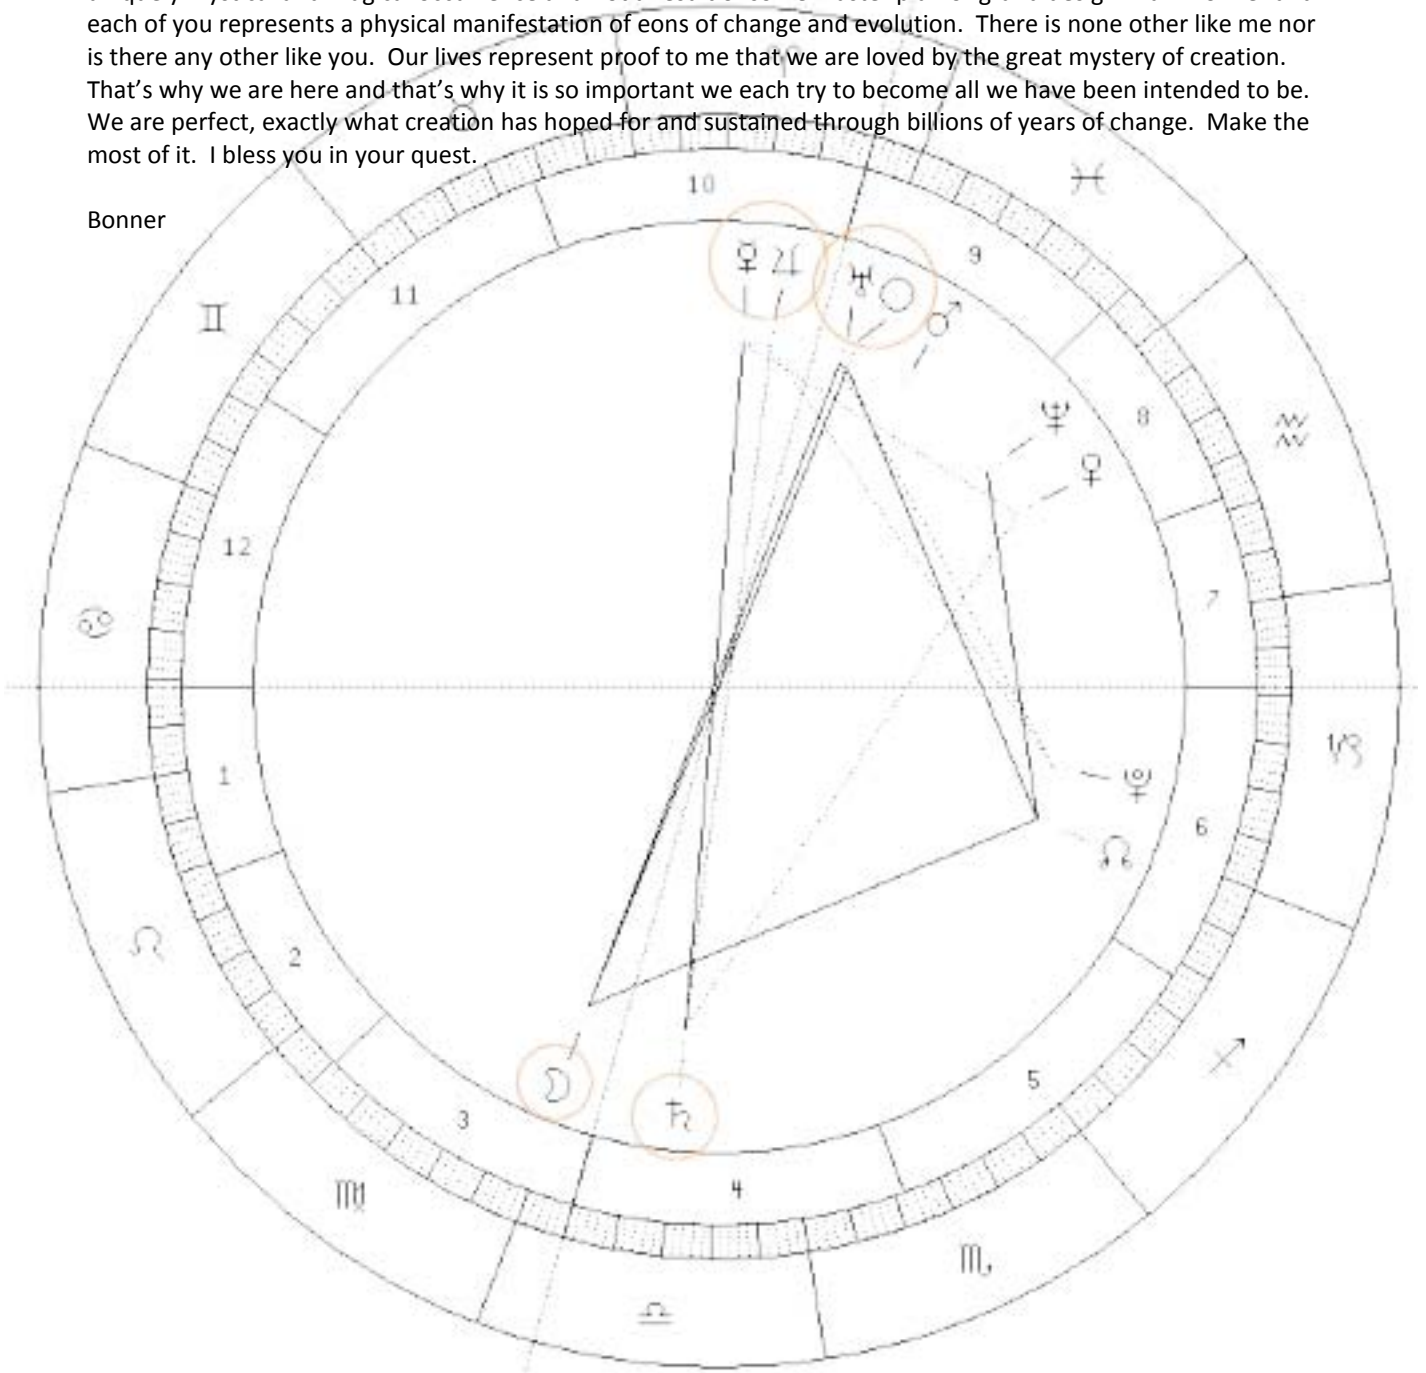 each of you represents a physical manifestation of eons of change and evolution.  There is none other like me nor
is there any other like you.  Our lives represent proof to me that we are loved by the great mystery of creation.
That’s why we are here and that’s why it is so important we each try to become all we have been intended to be.
We are perfect, exactly what creation has hoped for and sustained through billions of years of change.  Make the
most of it.  I bless you in your quest.
Bonner
10
9
11
8
12
7
1
6
2
5
3
4